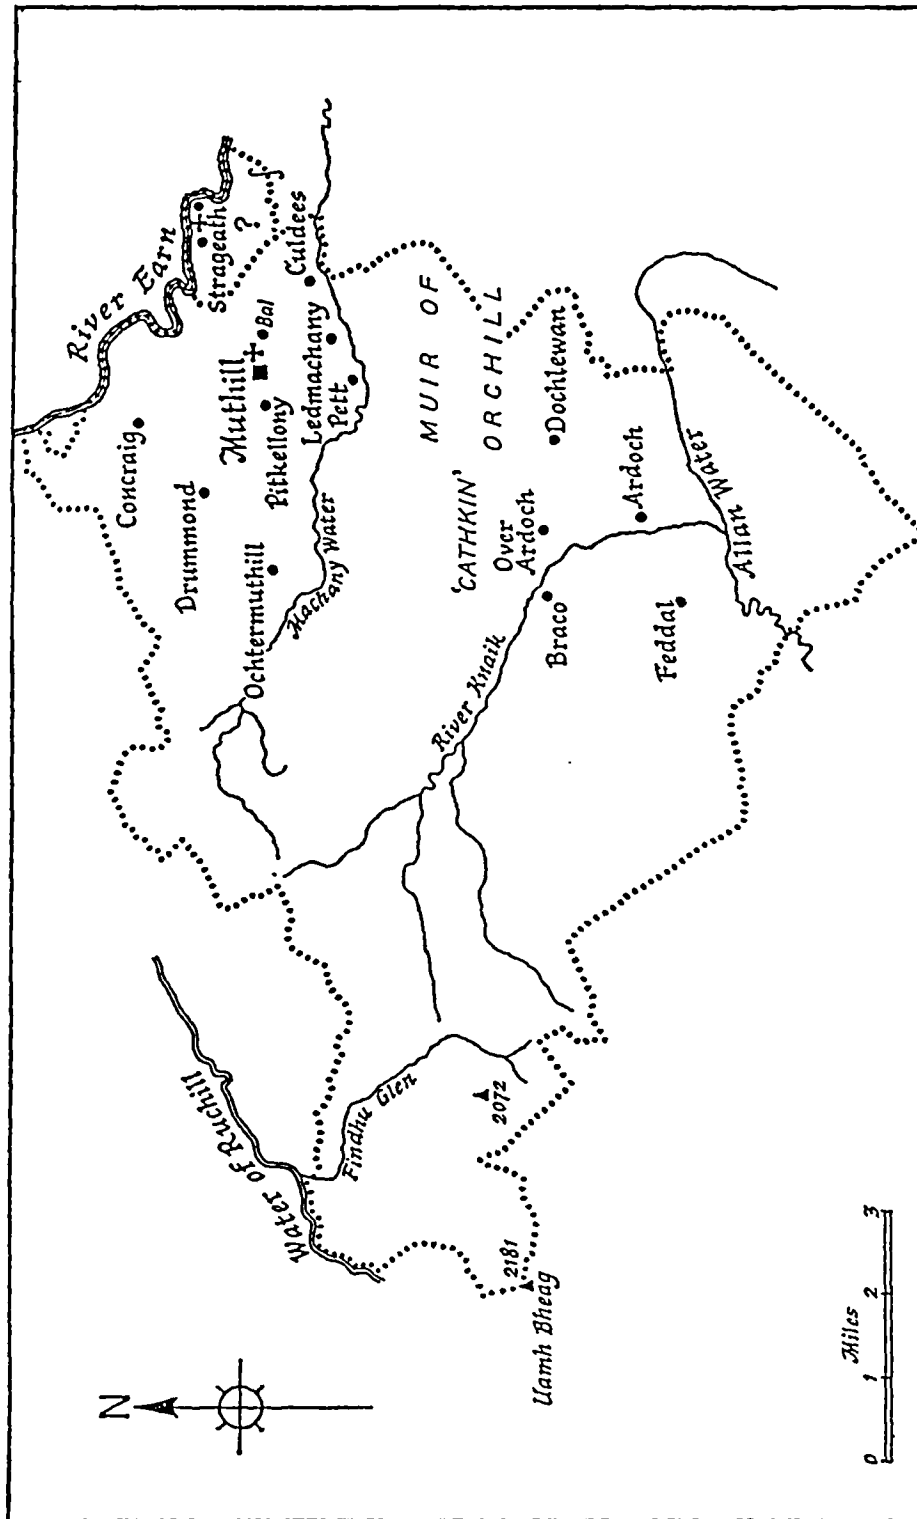 N
River Earn
Concraig
Drummond
Strageath
?
Muthill
Bal
Pitkellony
Culdees
Ledmachany
Pett
Ochtermuthill
Machany Water
Water of Ruchill
MUIR OF
ORCHILL
'CATHKIN'
Over
Ardoch
Dochlewan
River Knaik
Braco
Ardoch
Feddal
Allan Water
Findhu Glen
2072
2181
Uamh Bheag
Miles
0 1 2 3